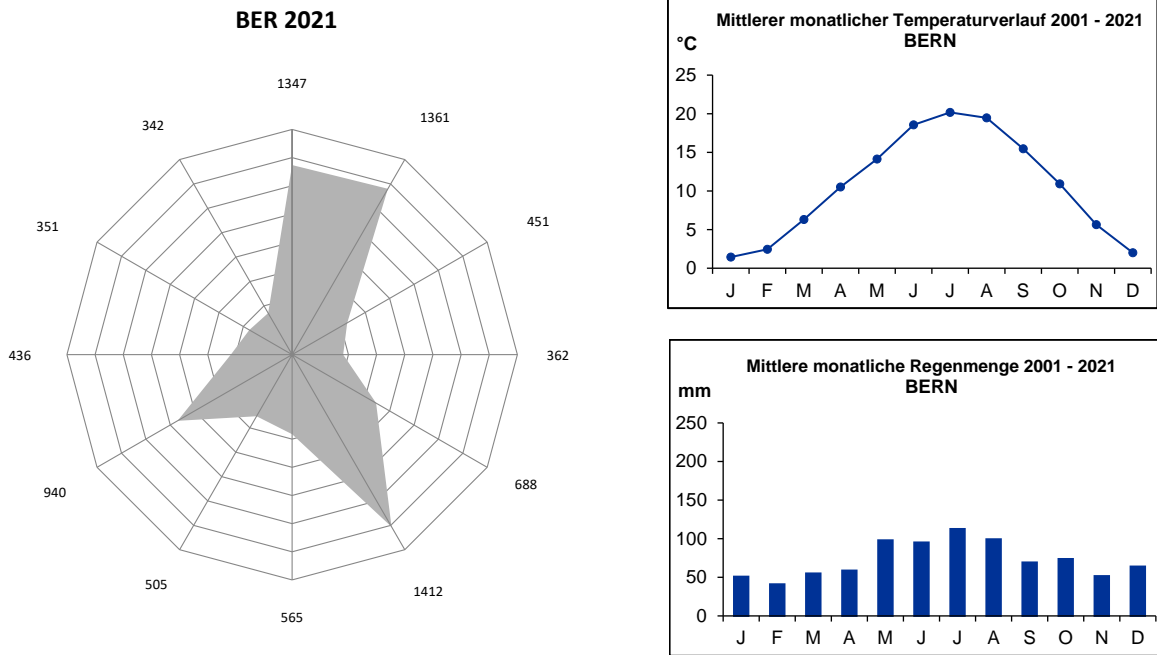 BER 2021
1347
1361
451
362
688
1412
565
505
940
436
351
342
Mittlerer monatlicher Temperaturverlauf 2001 - 2021
BERN
°C
25
20
15
10
5
0
J F M A M J J A S O N D
Mittlere monatliche Regenmenge 2001 - 2021
BERN
mm
250
200
150
100
50
0
J F M A M J J A S O N D